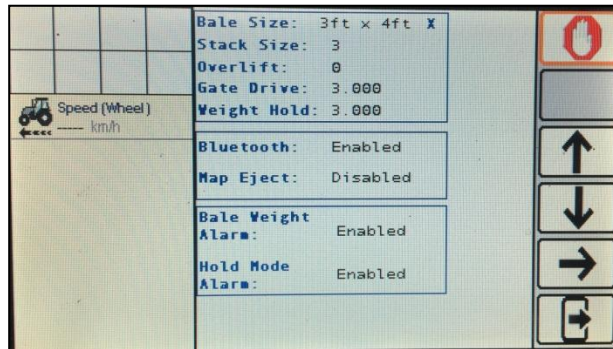 Bale Size: 3ft x 4ft X
Stack Size: 3
Overlift: 0
Gate Drive: 3.000
Weight Hold: 3.000
Speed (Wheel)
----- km/h
Bluetooth: Enabled
Map Eject: Disabled
Bale Weight
Alarm: Enabled
Hold Mode
Alarm: Enabled